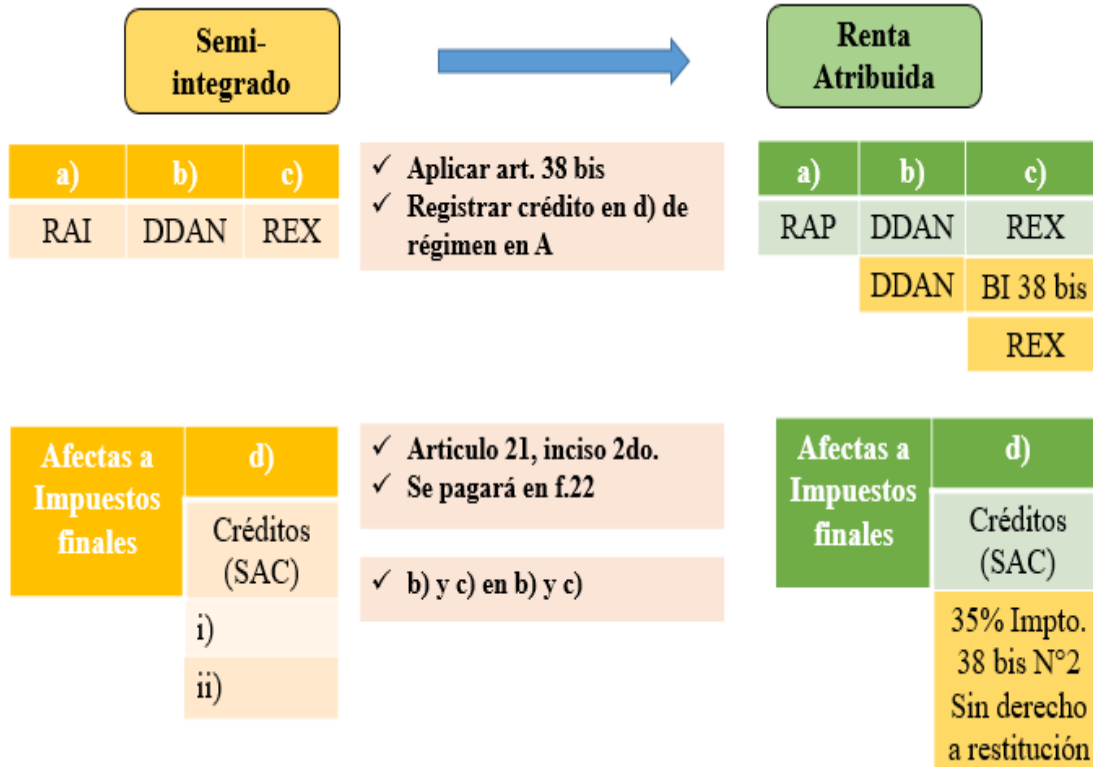 Semi-
integrado
Renta
Atribuida
a) b) c)
RAI DDAN REX
✓ Aplicar art. 38 bis
✓ Registrar crédito en d) de
régimen en A
a) b) c)
RAP DDAN REX
DDAN BI 38 bis
REX
Afectas a
Impuestos
finales
d)
Créditos
(SAC)
i)
ii)
✓ Articulo 21, inciso 2do.
✓ Se pagará en f.22
✓ b) y c) en b) y c)
Afectas a
Impuestos
finales
d)
Créditos
(SAC)
35% Impto.
38 bis N°2
Sin derecho
a restitución